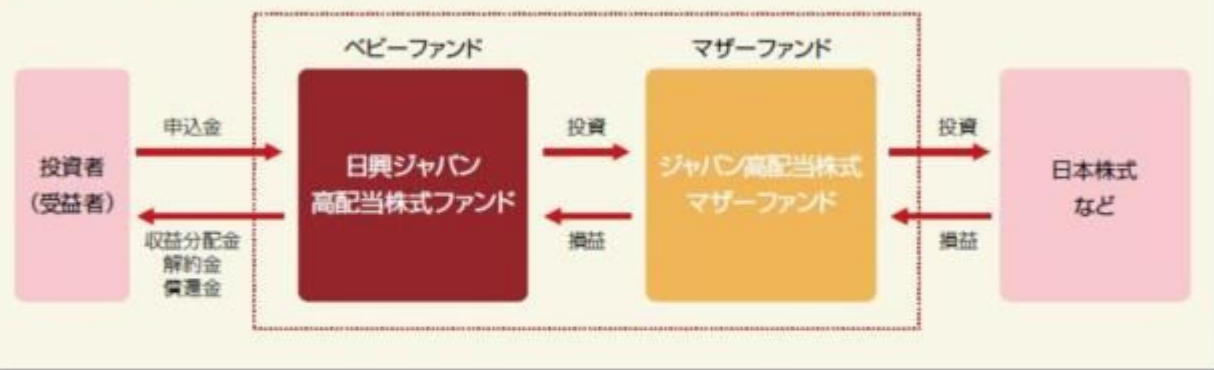 ベビーファンド
マザーファンド
投資者
（受益者）
申込金
収益分配金
解約金
償還金
日興ジャパン
高配当株式ファンド
投資
損益
ジャパン高配当株式
マザーファンド
投資
損益
日本株式
など